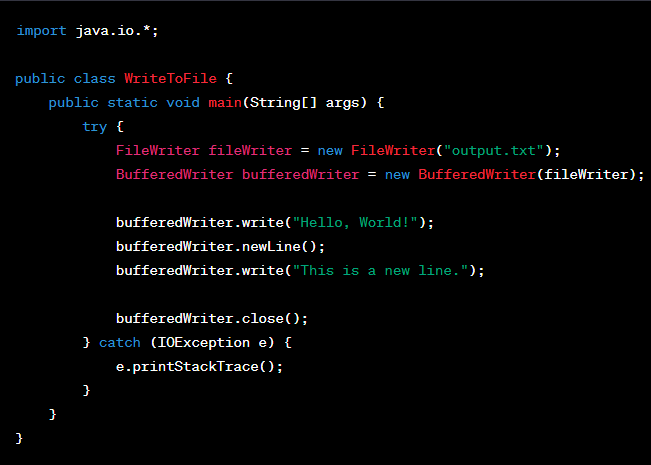 import java.io.*;
public class WriteToFile {
public static void main(String[] args) {
try {
FileWriter fileWriter = new FileWriter("output.txt");
BufferedWriter bufferedWriter = new BufferedWriter(fileWriter);
bufferedWriter.write("Hello, World!");
bufferedWriter.newLine();
bufferedWriter.write("This is a new line.");
bufferedWriter.close();
} catch (IOException e) {
e.printStackTrace();
}
}
}